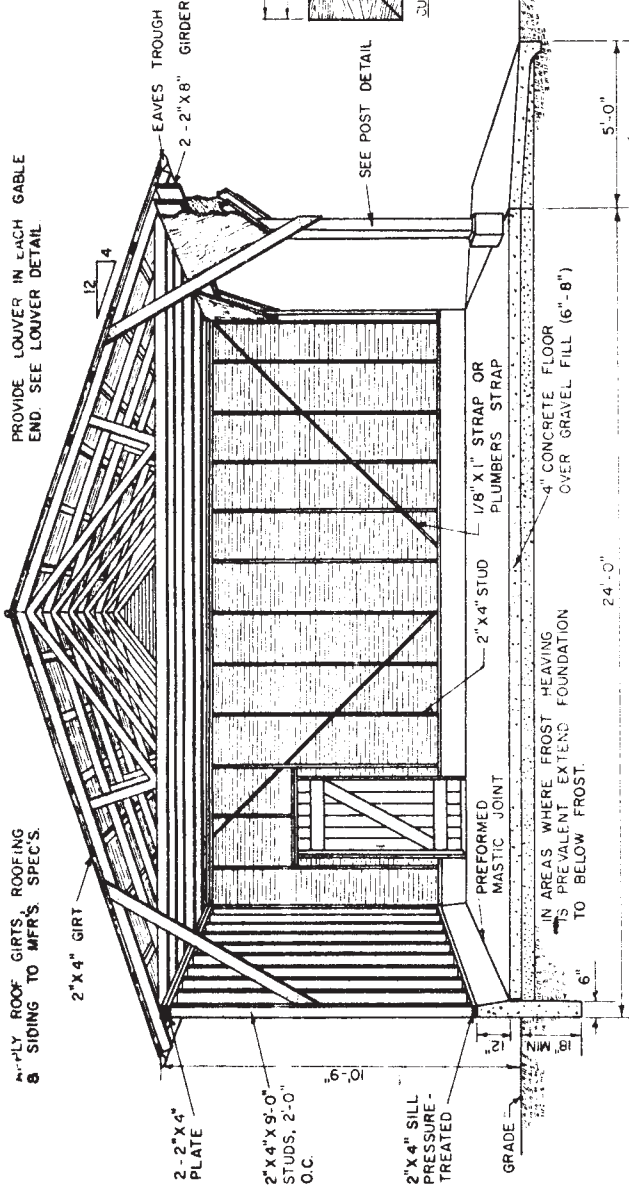 ROOF GIRTS, ROOFING
& SIDING TO MFR'S. SPEC'S.
PROVIDE LOUVER IN EACH GABLE
END. SEE LOUVER DETAIL.
2"X4" GIRT
12
4
EAVES TROUGH
2-2"X8" GIRDER
2-2"X4"
PLATE
2"X4"X9'-0"
STUDS, 2'-0"
O.C.
10'-9"
SEE POST DETAIL
2"X4" SILL
PRESSURE-
TREATED
GRADE
12"
18" MIN
6"
PREFORMED
MASTIC JOINT
2"X4" STUD
1/8" X 1" STRAP OR
PLUMBERS STRAP
IN AREAS WHERE FROST HEAVING
IS PREVALENT EXTEND FOUNDATION
TO BELOW FROST.
4" CONCRETE FLOOR
OVER GRAVEL FILL (6"-8")
24'-0"
5'-0"